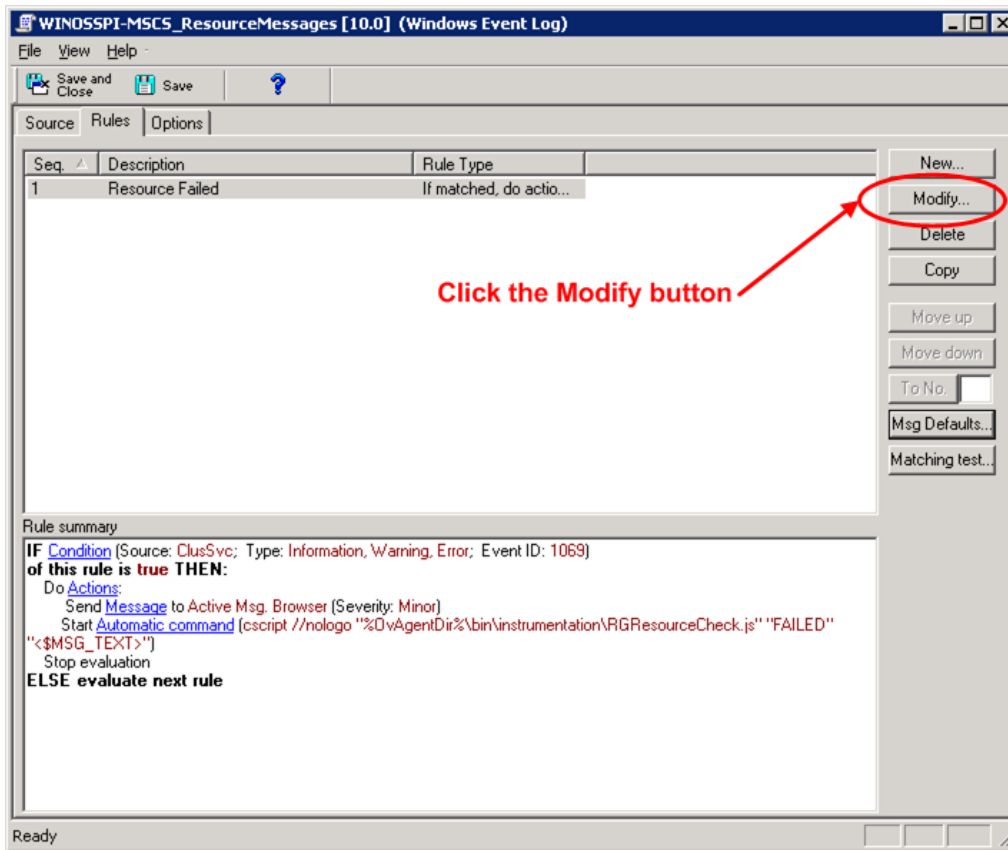 WINOSSPI-MSCS_ResourceMessages [10.0] (Windows Event Log)
File View Help
Save and Close Save
Source Rules Options
Seq. Description Rule Type
1 Resource Failed If matched, do actio...
New...
Modify...
Delete
Copy
Click the Modify button
Move up
Move down
To No.
Msg Defaults...
Matching test...
Rule summary
IF Condition (Source: ClusSvc; Type: Information, Warning, Error; Event ID: 1069)
of this rule is true THEN:
Do Actions:
Send Message to Active Msg. Browser (Severity: Minor)
Start Automatic command (cscript //nologo "%OvAgentDir%\bin\instrumentation\RGResourceCheck.js" "FAILED"
"<$MSG_TEXT>")
Stop evaluation
ELSE evaluate next rule
Ready